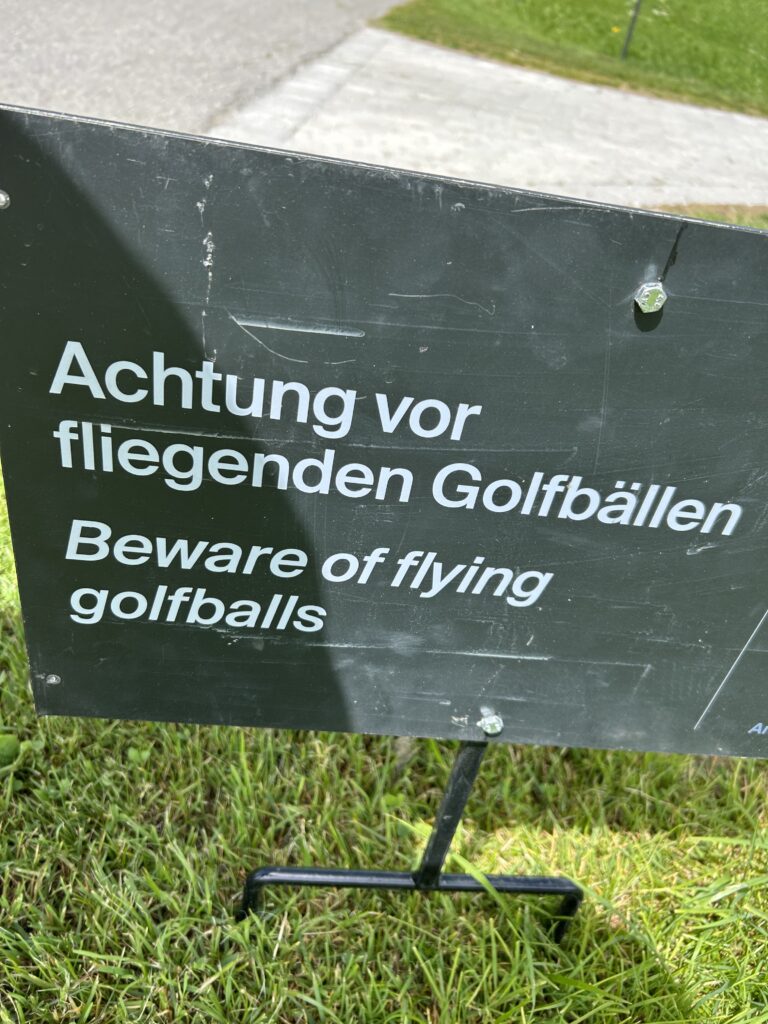 Achtung vor
fliegenden Golfbällen
Beware of flying
golfballs